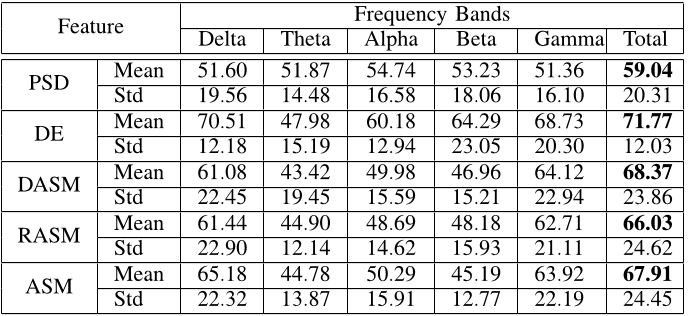 Feature Frequency Bands
Delta Theta Alpha Beta Gamma Total
PSD Mean 51.60 51.87 54.74 53.23 51.36 59.04
Std 19.56 14.48 16.58 18.06 16.10 20.31
DE Mean 70.51 47.98 60.18 64.29 68.73 71.77
Std 12.18 15.19 12.94 23.05 20.30 12.03
DASM Mean 61.08 43.42 49.98 46.96 64.12 68.37
Std 22.45 19.45 15.59 15.21 22.94 23.86
RASM Mean 61.44 44.90 48.69 48.18 62.71 66.03
Std 22.90 12.14 14.62 15.93 21.11 24.62
ASM Mean 65.18 44.78 50.29 45.19 63.92 67.91
Std 22.32 13.87 15.91 12.77 22.19 24.45